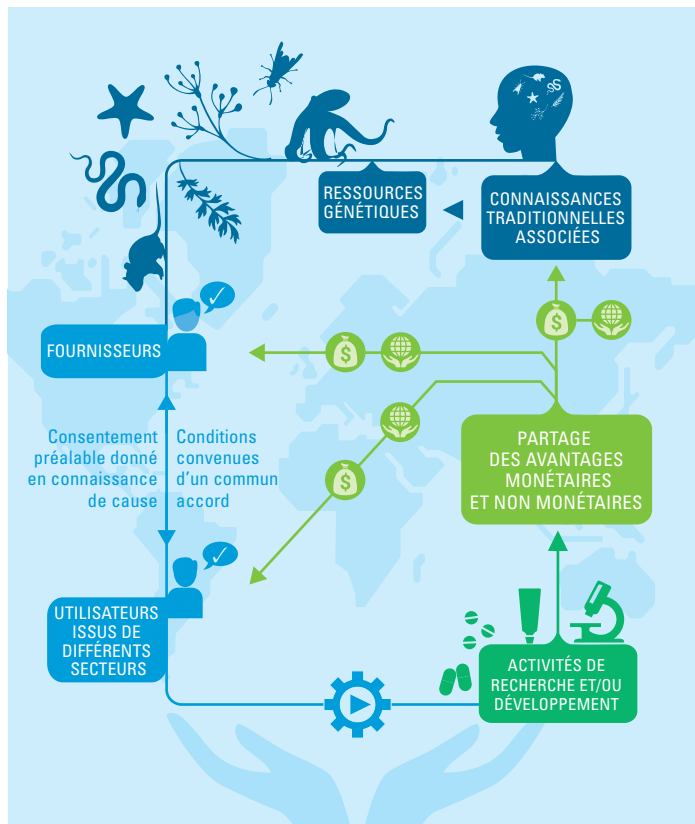 RESSOURCES
GÉNÉTIQUES
CONNAISSANCES
TRADITIONNELLES
ASSOCIÉES
FOURNISSEURS
$
$
$
Consentement
préalable donné
en connaissance
de cause
Conditions
convenues
d'un commun
accord
PARTAGE
DES AVANTAGES
MONÉTAIRES
ET NON MONÉTAIRES
UTILISATEURS
ISSUS DE
DIFFÉRENTS
SECTEURS
ACTIVITÉS DE
RECHERCHE ET/OU
DÉVELOPPEMENT